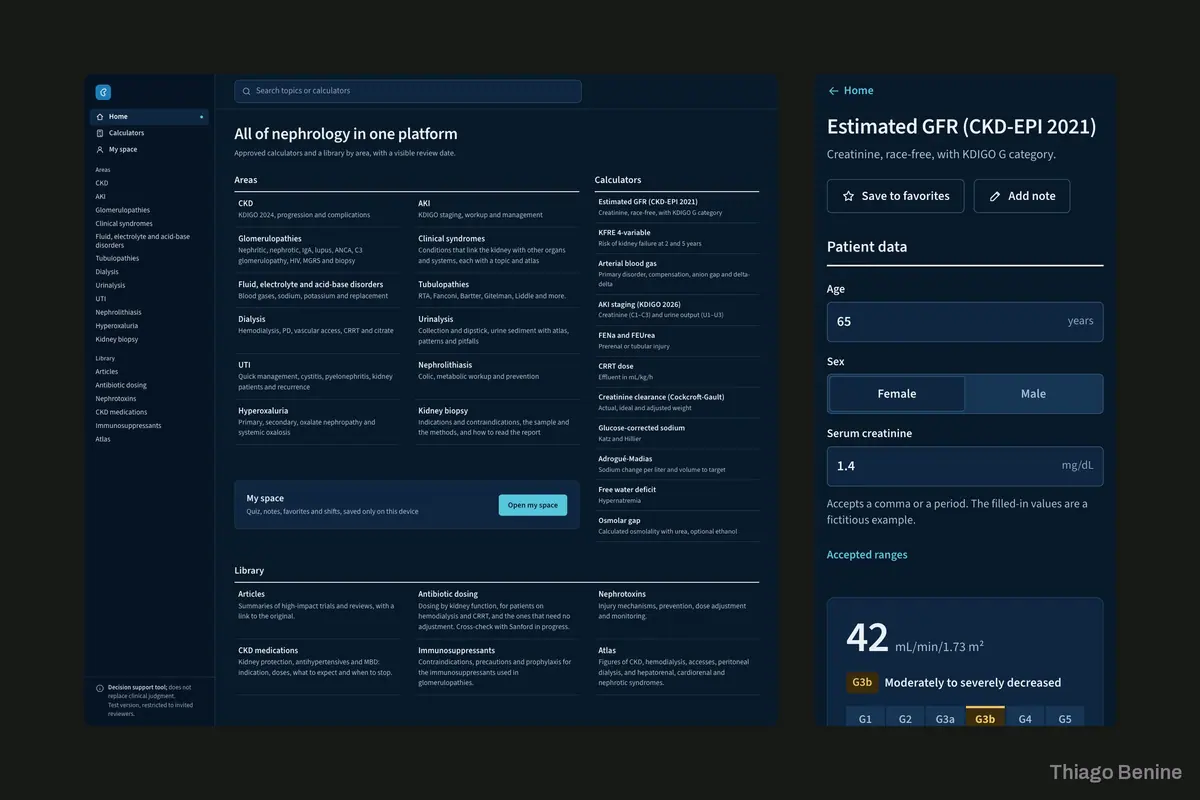 Home
Calculators
My space
Areas
CKD
AKI
Glomerulopathies
Clinical syndromes
Fluid, electrolyte and acid-base
disorders
Tubulopathies
Dialysis
Urinalysis
UTI
Nephrolithiasis
Hyperoxaluria
Kidney biopsy
Library
Articles
Antibiotic dosing
Nephrotoxins
CKD medications
Immunosuppressants
Atlas
Decision support tool; does not
replace clinical judgment.
Test version, restricted to invited
reviewers.
Search topics or calculators
All of nephrology in one platform
Approved calculators and a library by area, with a visible review date.
Areas
CKD
KDIGO 2024, progression and complications
AKI
KDIGO staging, workup and management
Glomerulopathies
Nephritic, nephrotic, IgA, lupus, ANCA, C3
glomerulopathy, HIV, MGRS and biopsy
Clinical syndromes
Conditions that link the kidney with other organs
and systems, each with a topic and atlas
Fluid, electrolyte and acid-base disorders
Blood gases, sodium, potassium and replacement
Tubulopathies
RTA, Fanconi, Bartter, Gitelman, Liddle and more.
Dialysis
Hemodialysis, PD, vascular access, CRRT and citrate
Urinalysis
Collection and dipstick, urine sediment with atlas,
patterns and pitfalls
UTI
Quick management, cystitis, pyelonephritis, kidney
patients and recurrence
Nephrolithiasis
Colic, metabolic workup and prevention
Hyperoxaluria
Primary, secondary, oxalate nephropathy and
systemic oxalosis
Kidney biopsy
Indications and contraindications, the sample and
the methods, and how to read the report
Calculators
Estimated GFR (CKD-EPI 2021)
Creatinine, race-free, with KDIGO G category
KFRE 4-variable
Risk of kidney failure at 2 and 5 years
Arterial blood gas
Primary disorder, compensation, anion gap and delta-
delta
AKI staging (KDIGO 2026)
Creatinine (C1–C3) and urine output (U1–U3)
FENa and FEUrea
Prerenal or tubular injury
CRRT dose
Effluent in mL/kg/h
Creatinine clearance (Cockcroft-Gault)
Actual, ideal and adjusted weight
Glucose-corrected sodium
Katz and Hillier
Adrogué-Madias
Sodium change per liter and volume to target
Free water deficit
Hypernatremia
Osmolar gap
Calculated osmolality with urea, optional ethanol
My space
Quiz, notes, favorites and shifts, saved only on this device
Open my space
Library
Articles
Summaries of high-impact trials and reviews, with a
link to the original.
Antibiotic dosing
Dosing by kidney function, for patients on
hemodialysis and CRRT, and the ones that need no
adjustment. Cross-check with Sanford in progress.
Nephrotoxins
Injury mechanisms, prevention, dose adjustment
and monitoring.
CKD medications
Kidney protection, antihypertensives and MBD:
indication, doses, what to expect and when to stop.
Immunosuppressants
Contraindications, precautions and prophylaxis for
the immunosuppressants used in
glomerulopathies.
Atlas
Figures of CKD, hemodialysis, accesses, peritoneal
dialysis, and hepatorenal, cardiorenal and
nephrotic syndromes.
Home
Estimated GFR (CKD-EPI 2021)
Creatinine, race-free, with KDIGO G category.
Save to favorites
Add note
Patient data
Age
65 years
Sex
Female Male
Serum creatinine
1.4 mg/dL
Accepts a comma or a period. The filled-in values are a
fictitious example.
Accepted ranges
42 mL/min/1.73 m²
G3b Moderately to severely decreased
G1 G2 G3a G3b G4 G5
Thiago Benine